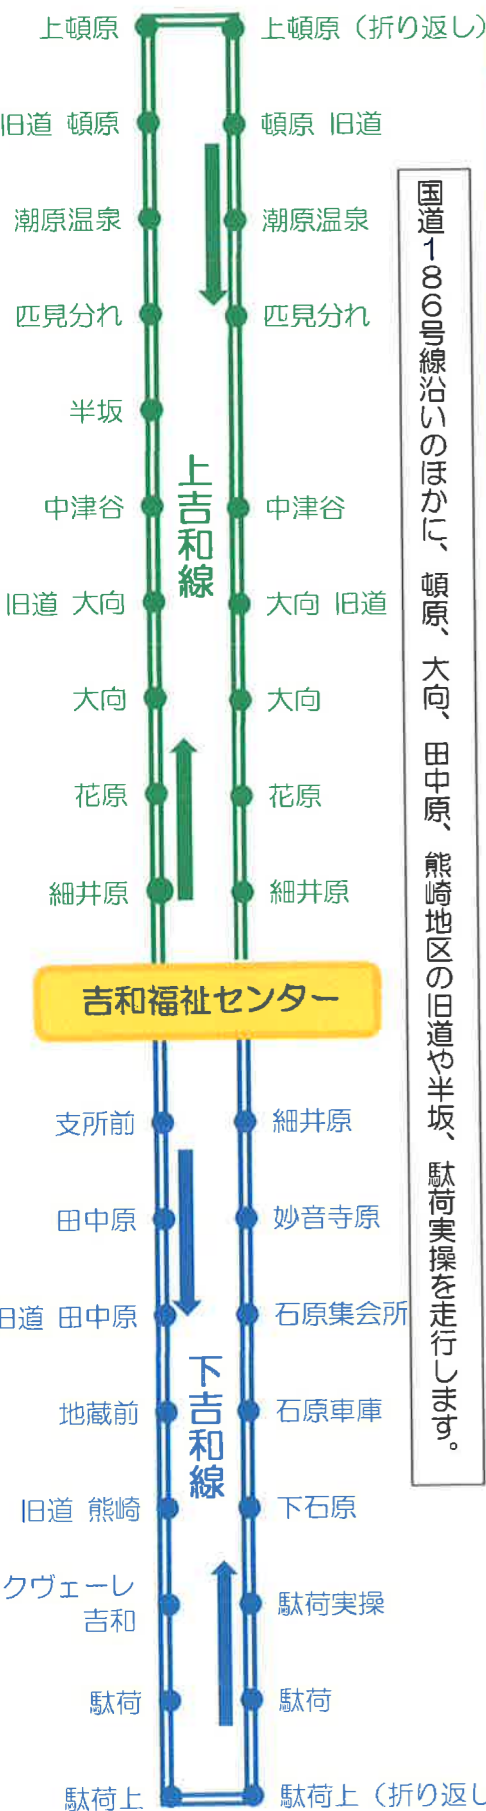 上頓原
上頓原（折り返し）
旧道 頓原
頓原 旧道
潮原温泉
潮原温泉
匹見分れ
匹見分れ
半坂
上吉和線
中津谷
中津谷
旧道 大向
大向 旧道
大向
大向
花原
花原
細井原
細井原
吉和福祉センター
支所前
細井原
田中原
妙音寺原
旧道 田中原
石原集会所
下吉和線
地蔵前
石原車庫
旧道 熊崎
下石原
クヴェーレ
吉和
駄荷実操
駄荷
駄荷
駄荷上
駄荷上（折り返し
国道186号線沿いのほかに、頓原、大向、田中原、熊崎地区の旧道や半坂、駄荷実操を走行します。